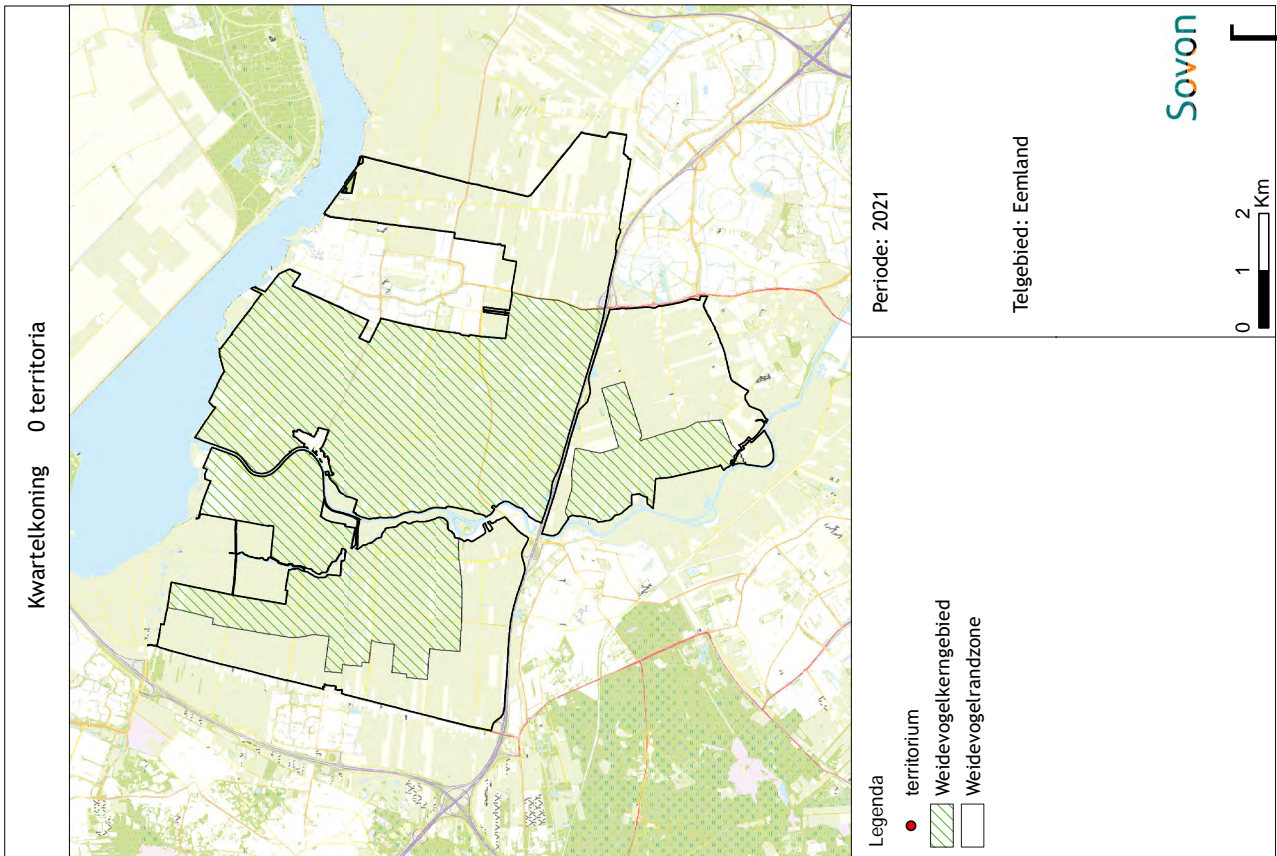 Kwartelkoning 0 territoria
Legenda
territorium
Weidevogelkerngebied
Weidevogelrandzone
Periode: 2021
Telgebied: Eemland
0 1 2
Km
Sovon